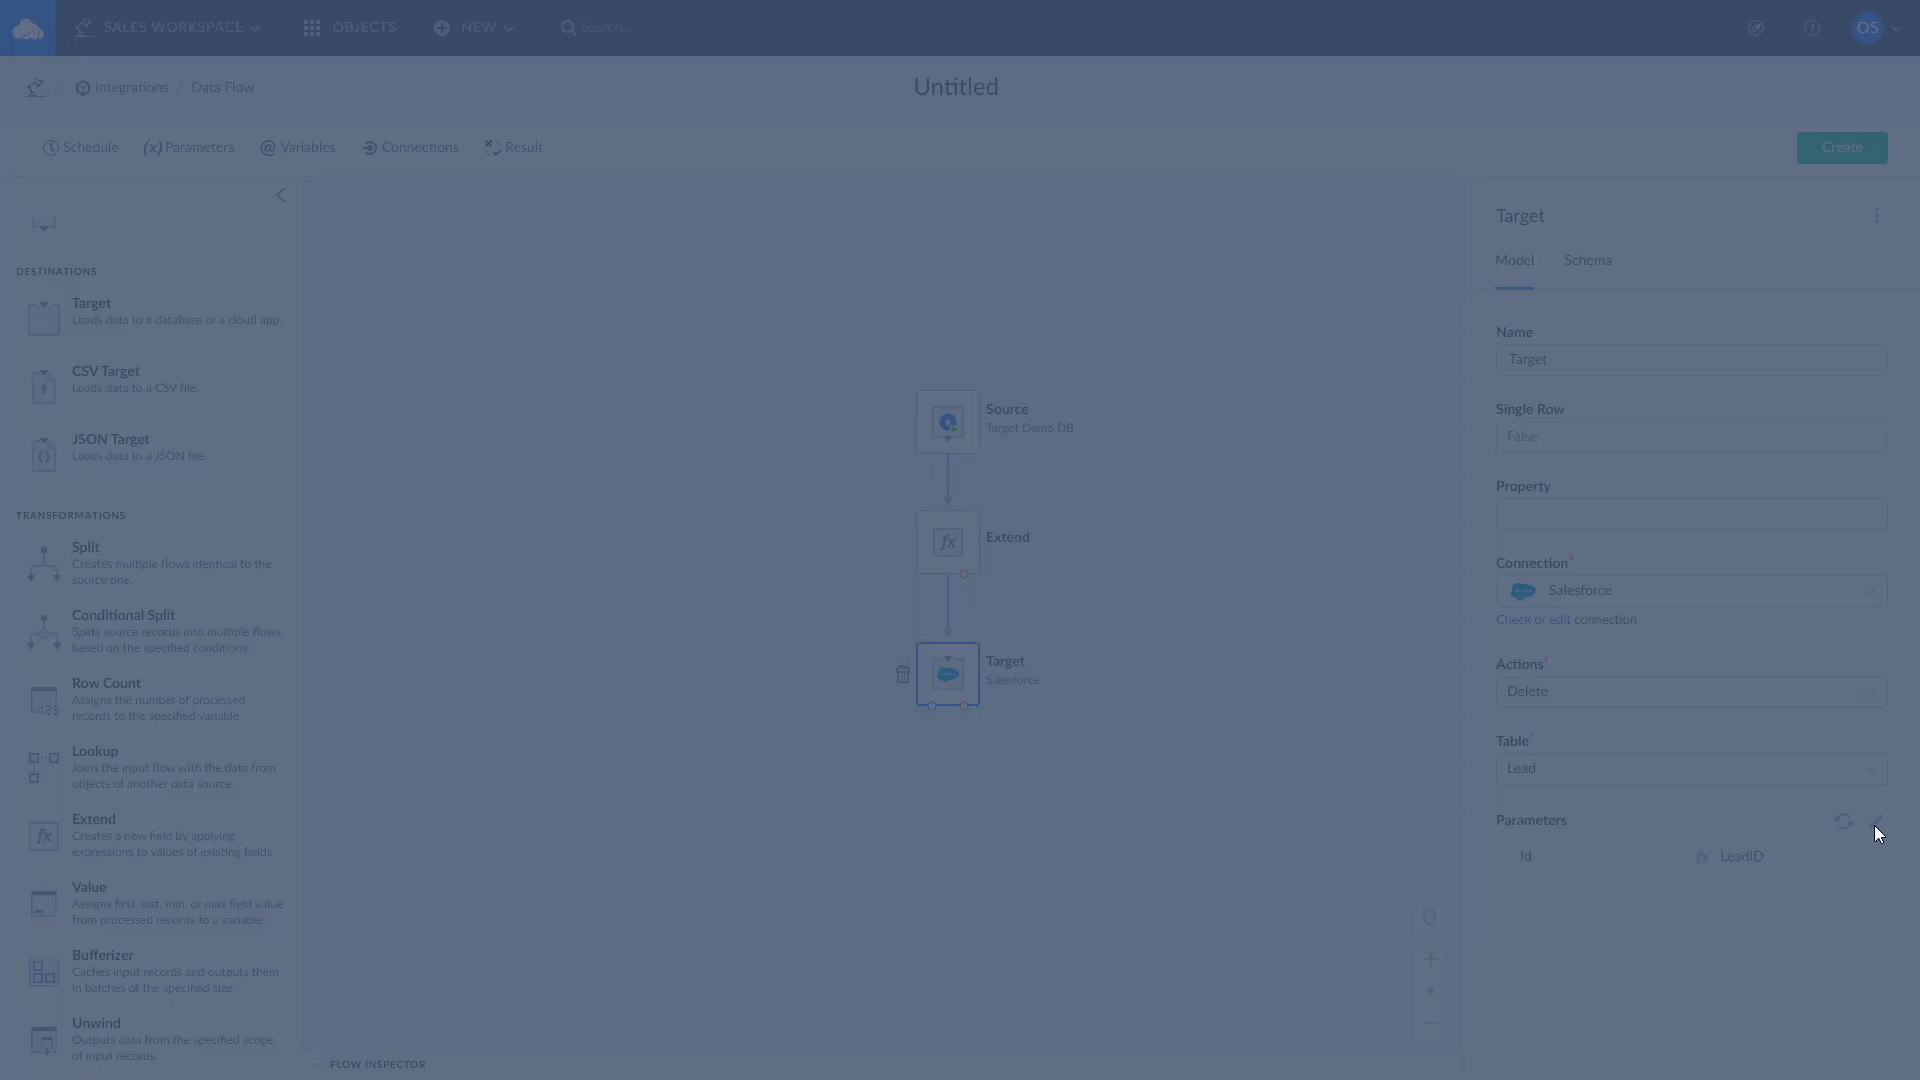 SALES WORKSPACE
OBJECTS
NEW
Search...
OS
Integrations / Data Flow
Untitled
Schedule
(x) Parameters
@ Variables
Connections
Result
Create
DESTINATIONS
Target
Loads data to a database or a cloud app.
CSV Target
Loads data to a CSV file.
JSON Target
Loads data to a JSON file.
TRANSFORMATIONS
Split
Creates multiple flows identical to the
source one.
Conditional Split
Splits source records into multiple flows,
based on the specified conditions.
Row Count
Assigns the number of processed
records to the specified variable.
Lookup
Joins the input flow with the data from
objects of another data source.
fx
Extend
Creates a new field by applying
expressions to values of existing fields.
Value
Assigns first, last, min, or max field value
from processed records to a variable.
Bufferizer
Caches input records and outputs them
in batches of the specified size.
Unwind
Outputs data from the specified scope
of input records.
Source
Target Demo DB
fx
Extend
Target
Salesforce
FLOW INSPECTOR
Target
Model
Schema
Name
Target
Single Row
False
Property
Connection*
Salesforce
Check or edit connection
Actions*
Delete
Table*
Lead
Parameters
Id
fx LeadID